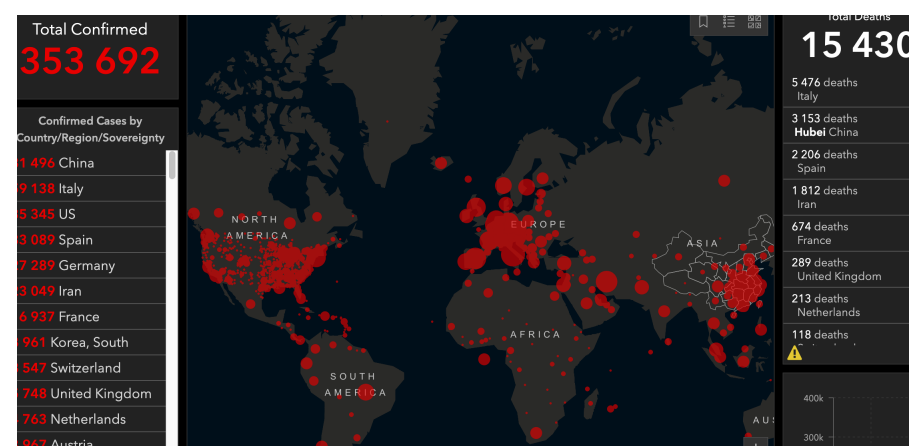 Total Confirmed
353 692
Confirmed Cases by
Country/Region/Sovereignty
1 496 China
9 138 Italy
5 345 US
3 089 Spain
7 289 Germany
3 049 Iran
6 937 France
961 Korea, South
547 Switzerland
748 United Kingdom
763 Netherlands
967 Austria
NORTH
AMERICA
EUROPE
ASIA
AFRICA
SOUTH
AMERICA
AUS
Total Deaths
15 430
5 476 deaths
Italy
3 153 deaths
Hubei China
2 206 deaths
Spain
1 812 deaths
Iran
674 deaths
France
289 deaths
United Kingdom
213 deaths
Netherlands
118 deaths
400k
300k